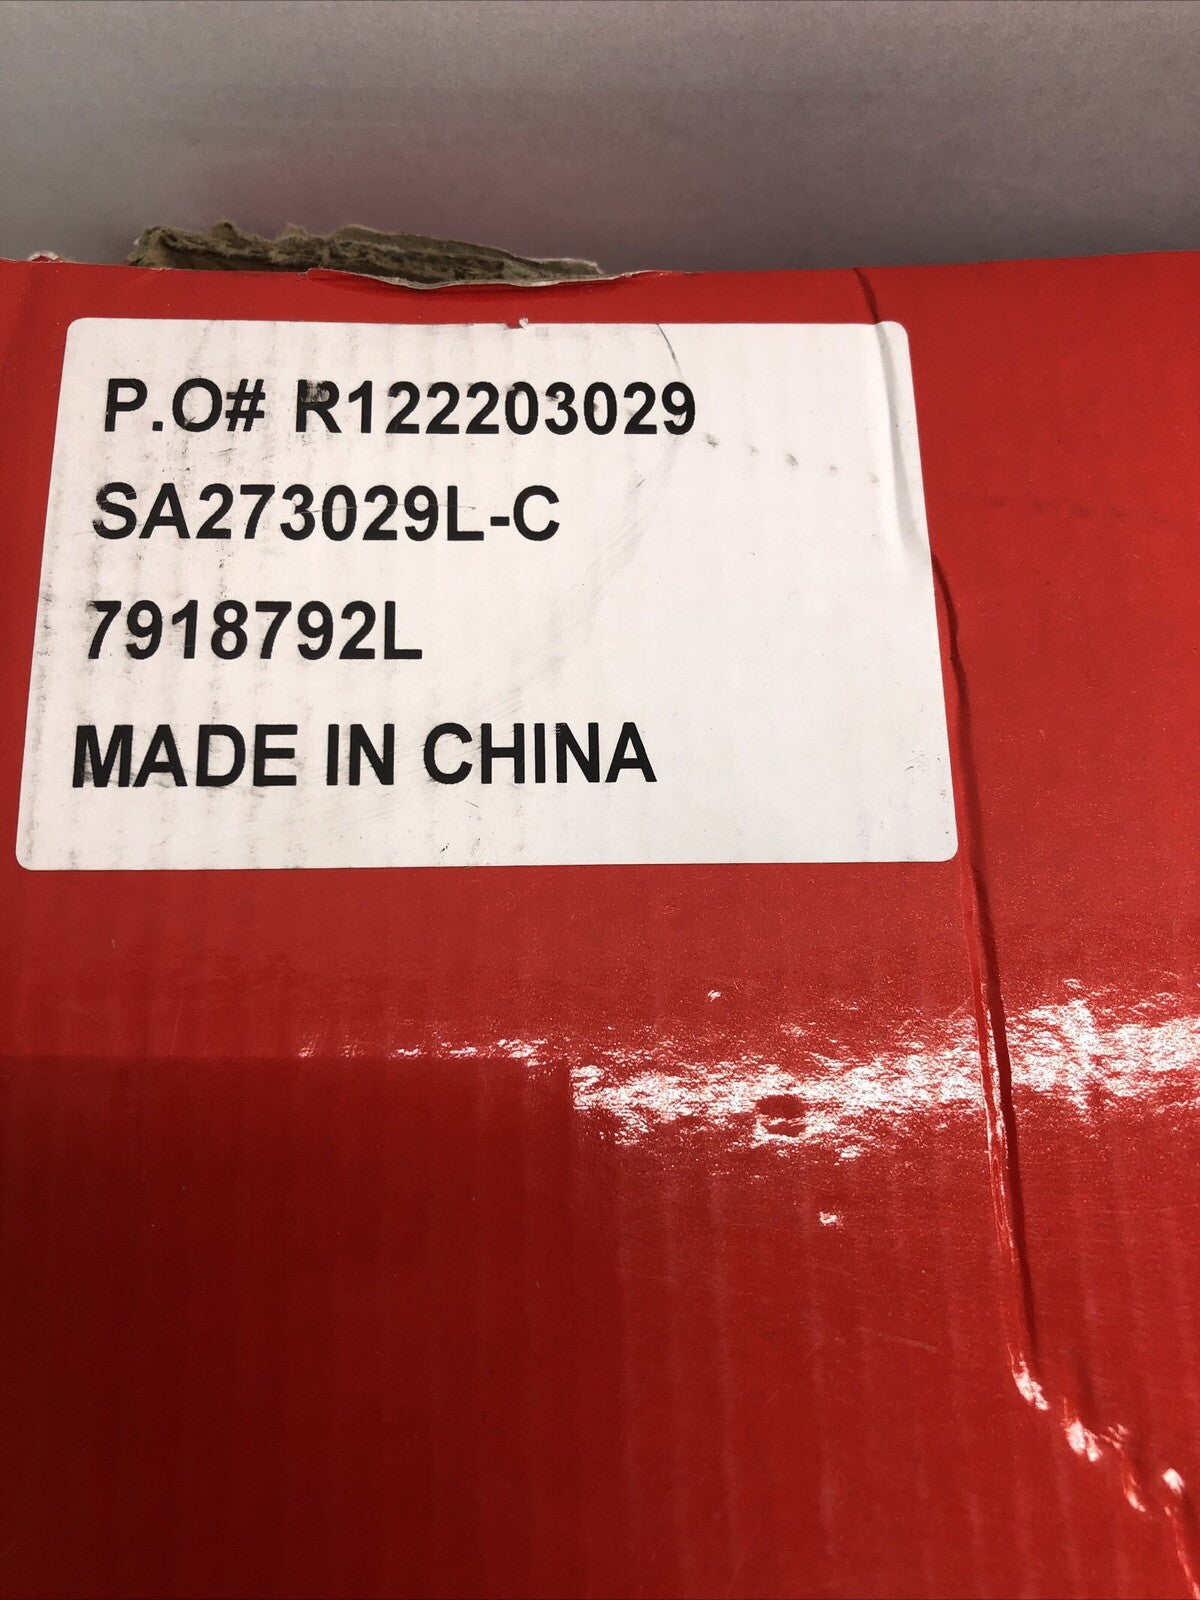 P.O# R122203029
SA273029L-C
7918792L
MADE IN CHINA